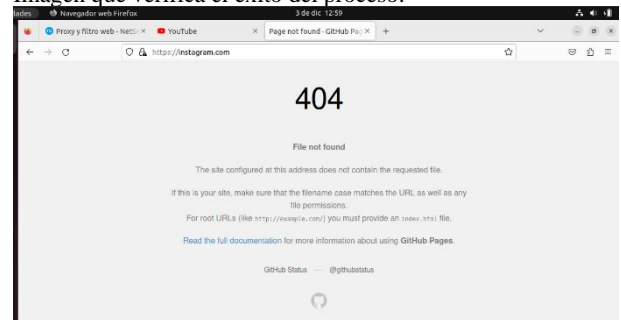 Imagen que verifica el éxito del proceso.
dades Navegador web Firefox 3 de dic 12:59
Proxy y filtro web - NetSe × YouTube × Page not found · GitHub Pag × +
https://instagram.com
404
File not found
The site configured at this address does not contain the requested file.
If this is your site, make sure that the filename case matches the URL as well as any
file permissions.
For root URLs (like http://example.com/) you must provide an index.html file.
Read the full documentation for more information about using GitHub Pages.
GitHub Status — @githubstatus